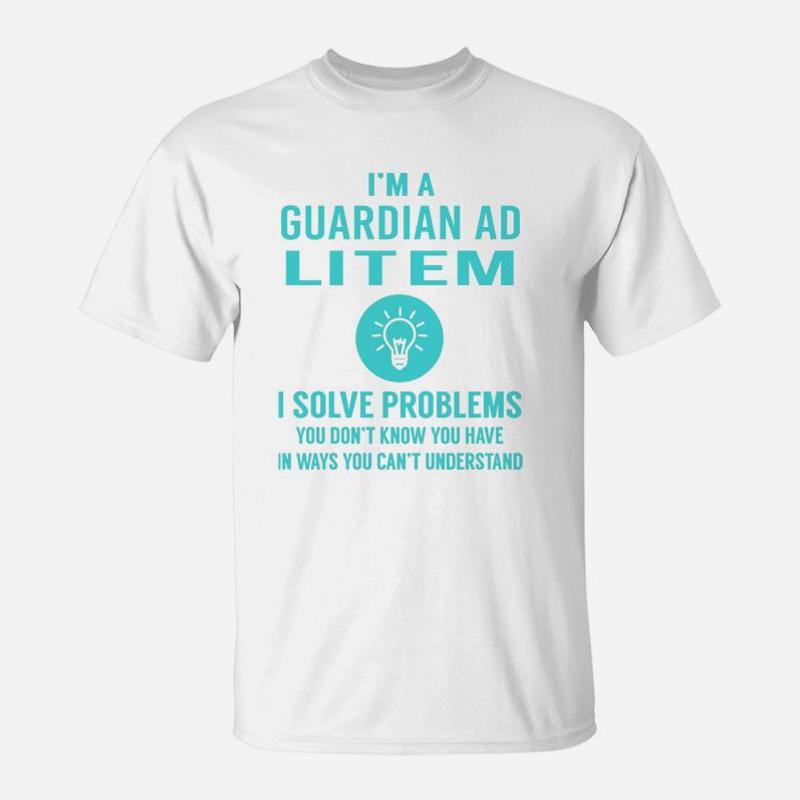 I'M A
GUARDIAN AD
LITEM
I SOLVE PROBLEMS
YOU DON'T KNOW YOU HAVE
IN WAYS YOU CAN'T UNDERSTAND